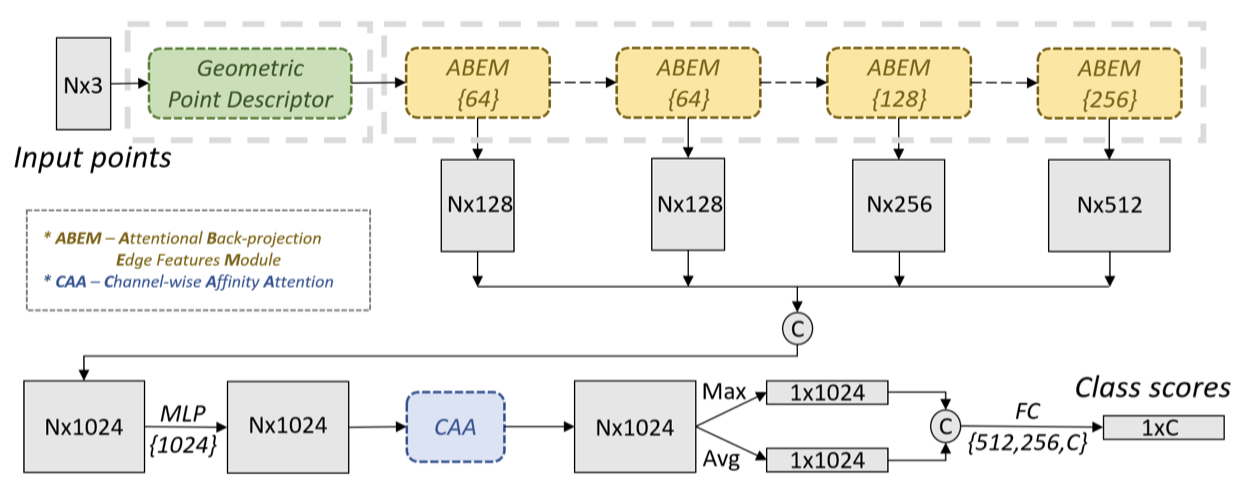 Nx3
Input points
Geometric
Point Descriptor
ABEM
{64}
ABEM
{64}
ABEM
{128}
ABEM
{256}
Nx128
Nx128
Nx256
Nx512
* ABEM – Attentional Back-projection
Edge Features Module
* CAA – Channel-wise Affinity Attention
C
Nx1024
MLP
{1024}
Nx1024
CAA
Nx1024
Max
Avg
1x1024
1x1024
C
FC
{512,256,C}
Class scores
1xC